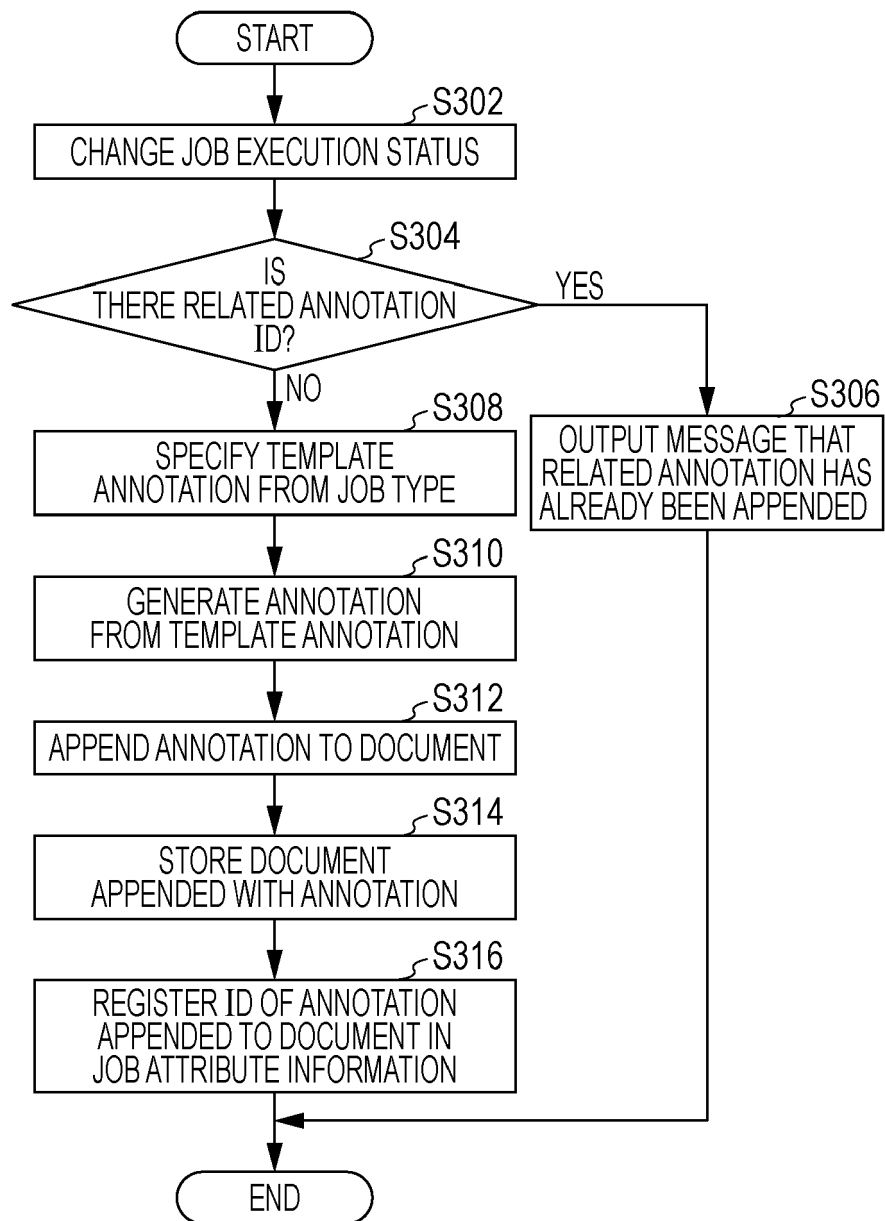 START
S302
CHANGE JOB EXECUTION STATUS
S304
IS
THERE RELATED ANNOTATION
ID?
YES
NO
S306
OUTPUT MESSAGE THAT
RELATED ANNOTATION HAS
ALREADY BEEN APPENDED
S308
SPECIFY TEMPLATE
ANNOTATION FROM JOB TYPE
S310
GENERATE ANNOTATION
FROM TEMPLATE ANNOTATION
S312
APPEND ANNOTATION TO DOCUMENT
S314
STORE DOCUMENT
APPENDED WITH ANNOTATION
S316
REGISTER ID OF ANNOTATION
APPENDED TO DOCUMENT IN
JOB ATTRIBUTE INFORMATION
END